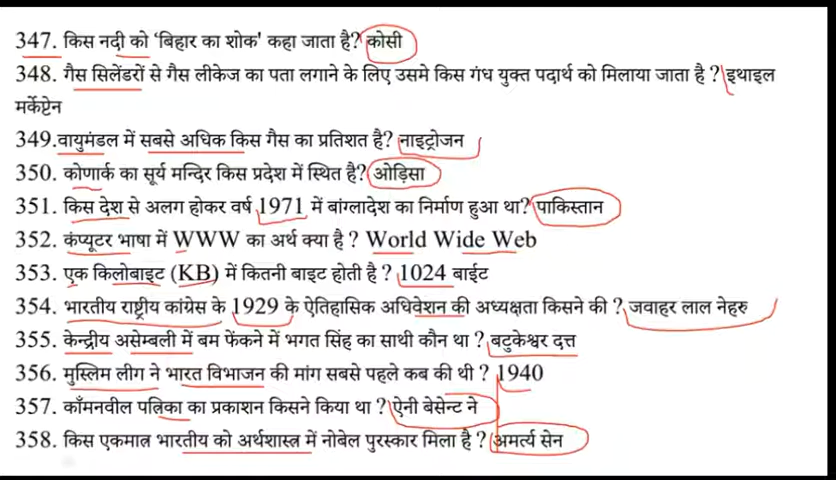 347. किस नदी को 'बिहार का शोक' कहा जाता है? कोसी
348. गैस सिलेंडरों से गैस लीकेज का पता लगाने के लिए उसमे किस गंध युक्त पदार्थ को मिलाया जाता है ? इथाइल
मर्केप्टेन
349.वायुमंडल में सबसे अधिक किस गैस का प्रतिशत है? नाइट्रोजन
350. कोणार्क का सूर्य मन्दिर किस प्रदेश में स्थित है? ओड़िसा
351. किस देश से अलग होकर वर्ष 1971 में बांग्लादेश का निर्माण हुआ था? पाकिस्तान
352. कंप्यूटर भाषा में WWW का अर्थ क्या है ? World Wide Web
353. एक किलोबाइट (KB) में कितनी बाइट होती है ? 1024 बाईट
354. भारतीय राष्ट्रीय कांग्रेस के 1929 के ऐतिहासिक अधिवेशन की अध्यक्षता किसने की ? जवाहर लाल नेहरु
355. केन्द्रीय असेम्बली में बम फेंकने में भगत सिंह का साथी कौन था ? बटुकेश्वर दत्त
356. मुस्लिम लीग ने भारत विभाजन की मांग सबसे पहले कब की थी ? 1940
357. कॉमनवील पत्रिका का प्रकाशन किसने किया था ? ऐनी बेसेन्ट ने
358. किस एकमात्र भारतीय को अर्थशास्त्र में नोबेल पुरस्कार मिला है ? अमर्त्य सेन